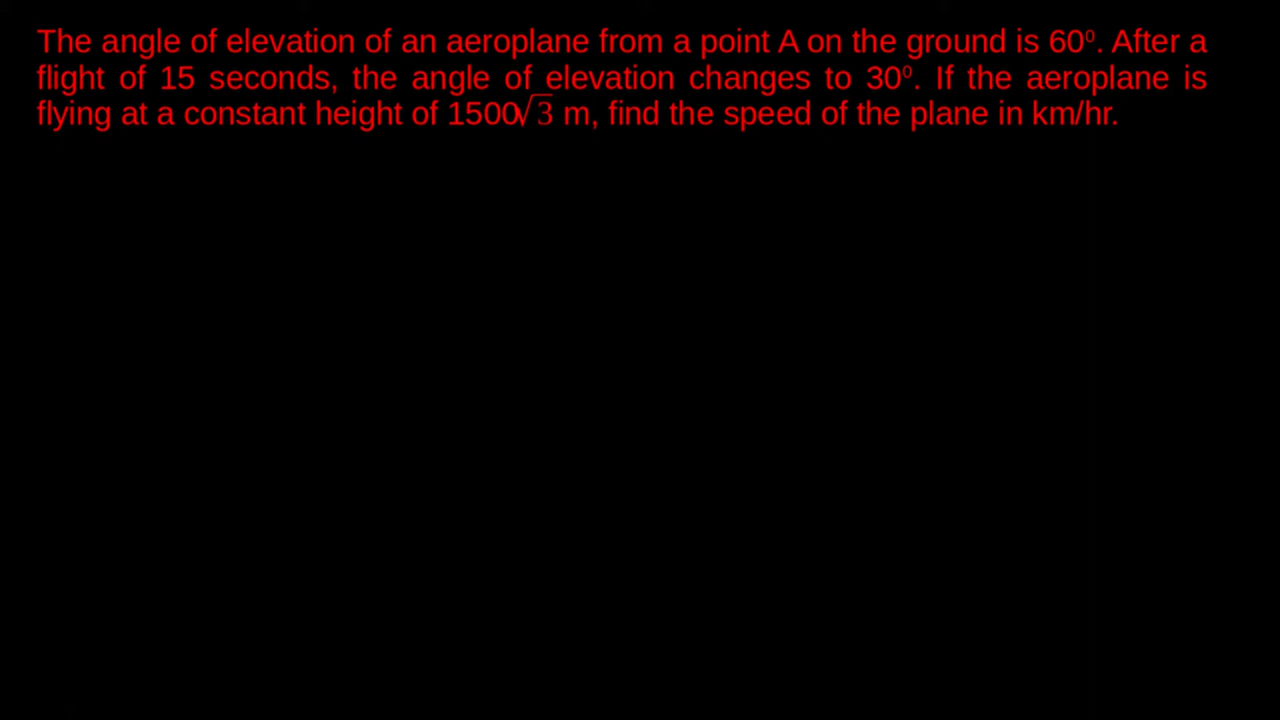 The angle of elevation of an aeroplane from a point A on the ground is 60⁰. After a
flight of 15 seconds, the angle of elevation changes to 30⁰. If the aeroplane is
flying at a constant height of 1500√3 m, find the speed of the plane in km/hr.